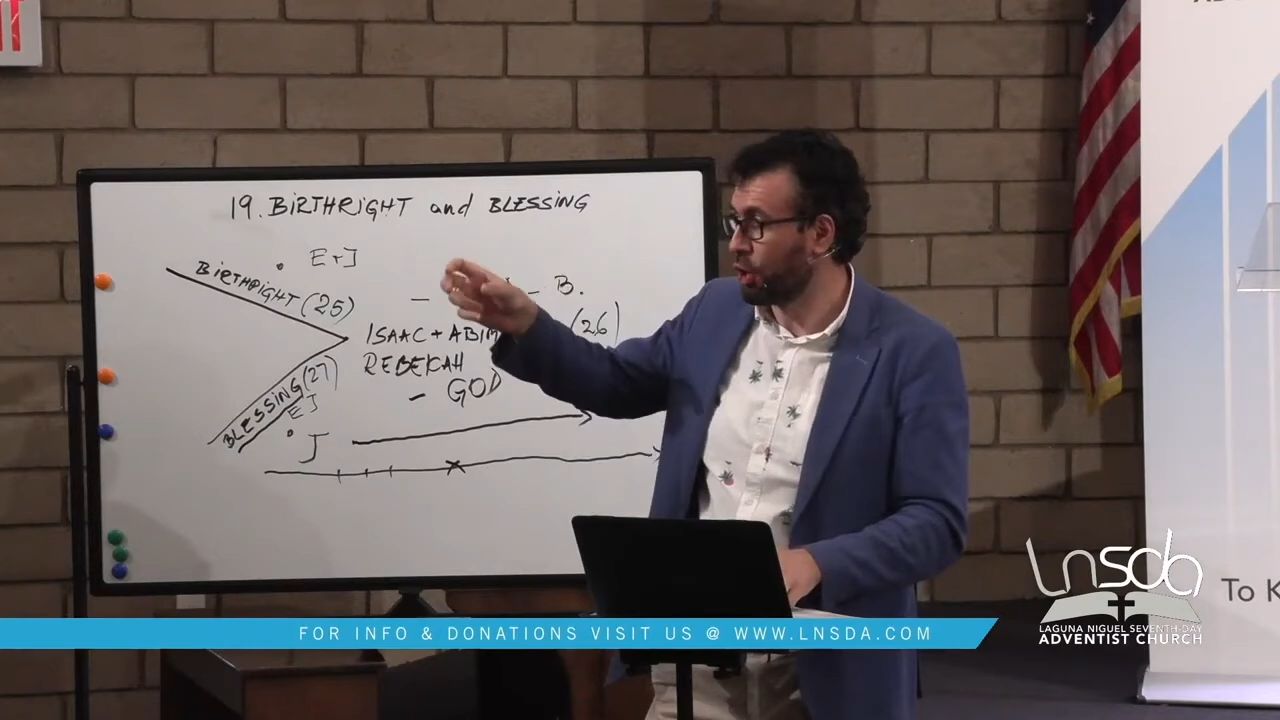 19. BIRTHRIGHT and BLESSING
E + J
BIRTHRIGHT (25)
B.
ISAAC + ABIM
(26)
REBEKAH
BLESSING (27)
GOD
E J
J
To K
LNSDA
LAGUNA NIGUEL SEVENTH-DAY
ADVENTIST CHURCH
FOR INFO & DONATIONS VISIT US @ WWW.LNSDA.COM